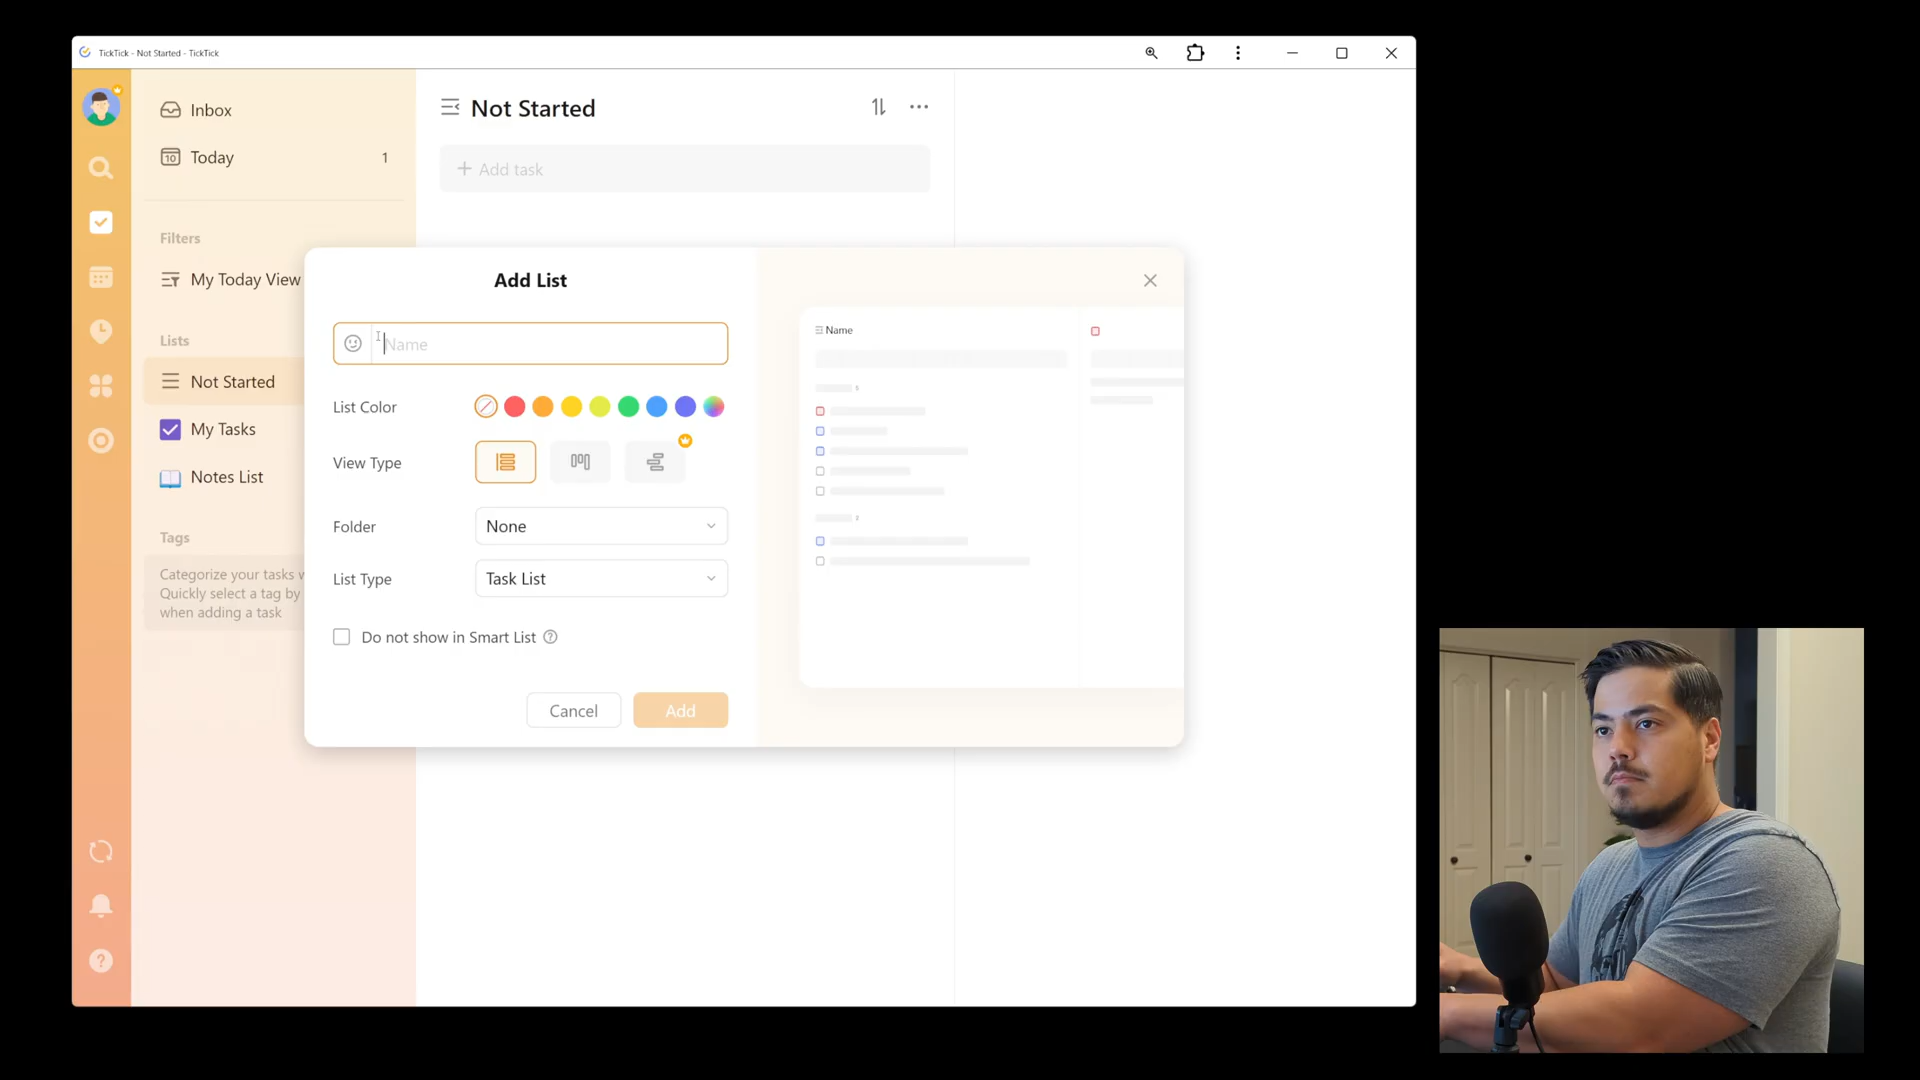 TickTick - Not Started - TickTick
Inbox
Today
10
1
Filters
My Today View
Lists
Not Started
My Tasks
Notes List
Tags
Categorize your tasks w
Quickly select a tag by
when adding a task
Not Started
+ Add task
Add List
Name
List Color
View Type
Folder
None
List Type
Task List
Do not show in Smart List
Cancel
Add
Name